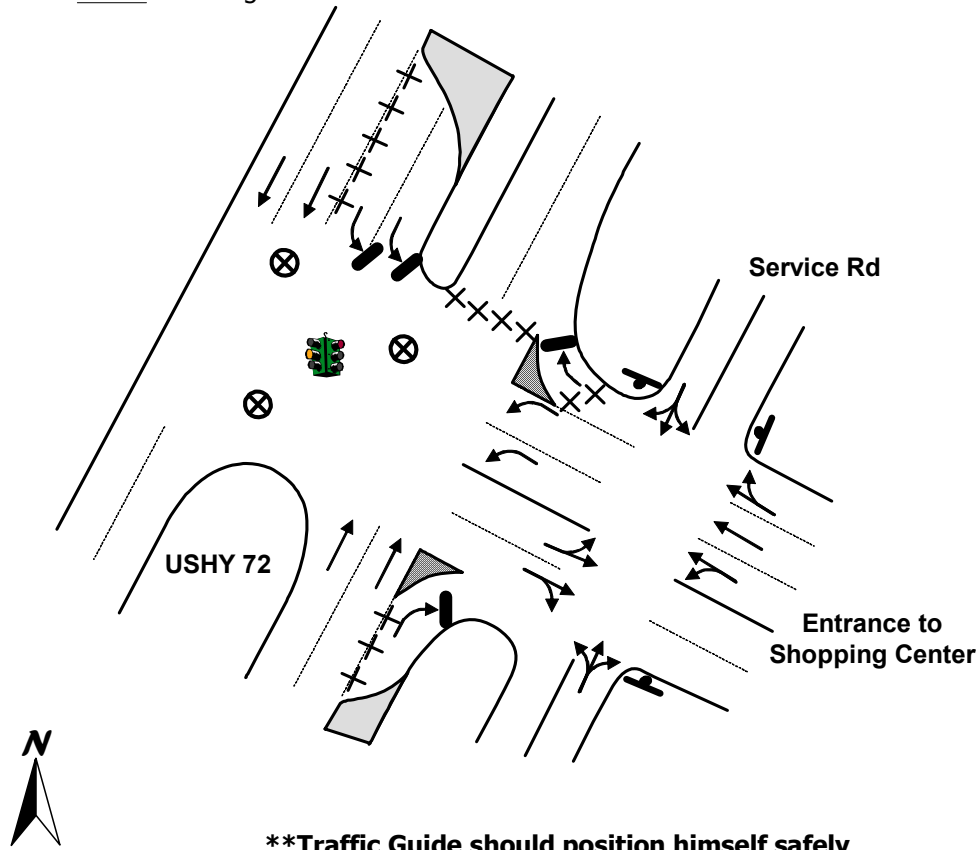 Service Rd
USHY 72
Entrance to
Shopping Center
N
**Traffic Guide should position himself safely